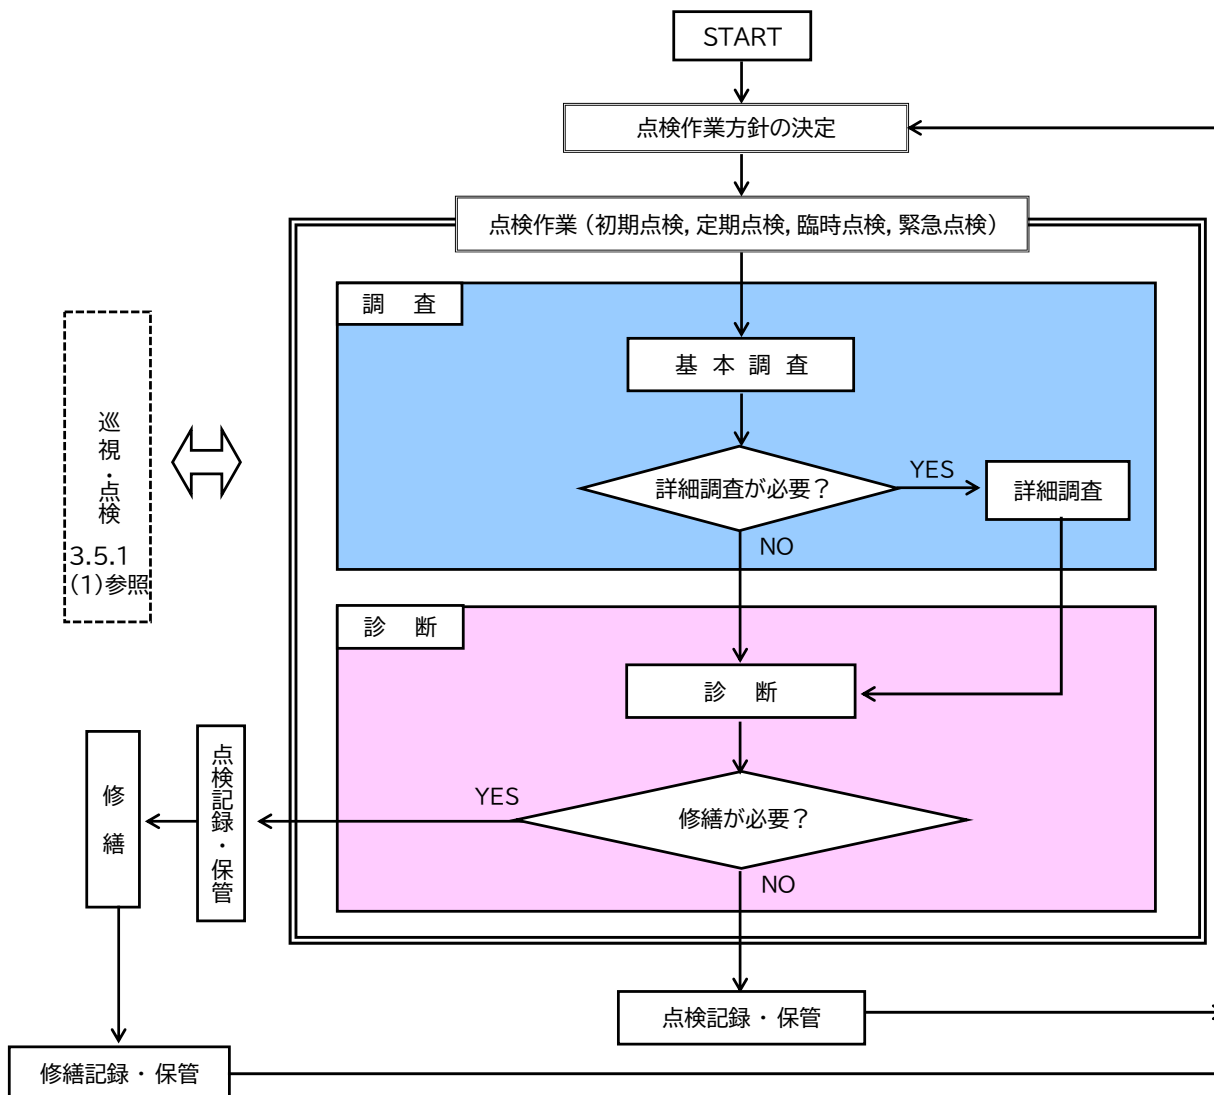 START
点検作業方針の決定
点検作業（初期点検，定期点検，臨時点検，緊急点検）
調　査
基 本 調 査
詳細調査が必要？
YES
詳細調査
NO
巡視・点検
3.5.1
(1)参照
診　断
診　断
修繕が必要？
YES
NO
点検記録・保管
修　繕
点検記録 ・ 保管
修繕記録 ・ 保管